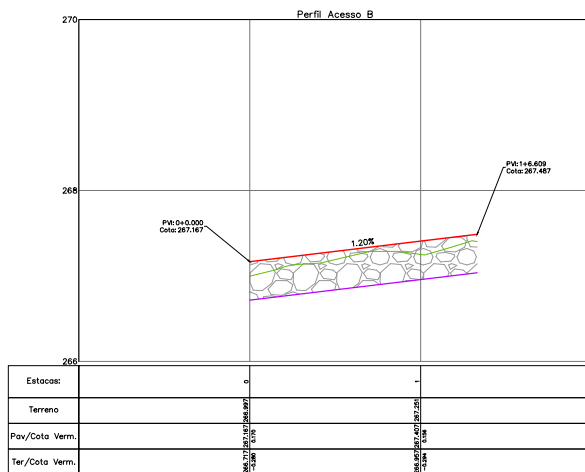 Perfil Acesso B
270
PVI: 1+6.609
Cota: 267.487
268
PVI: 0+0.000
Cota: 267.167
1.20%
266
Estacas: 0 1
Terreno 266.997 267.251
Pav/Cota Verm. 267.167 0.170 267.407 0.156
Ter/Cota Verm. 266.717 -0.280 266.957 -0.294